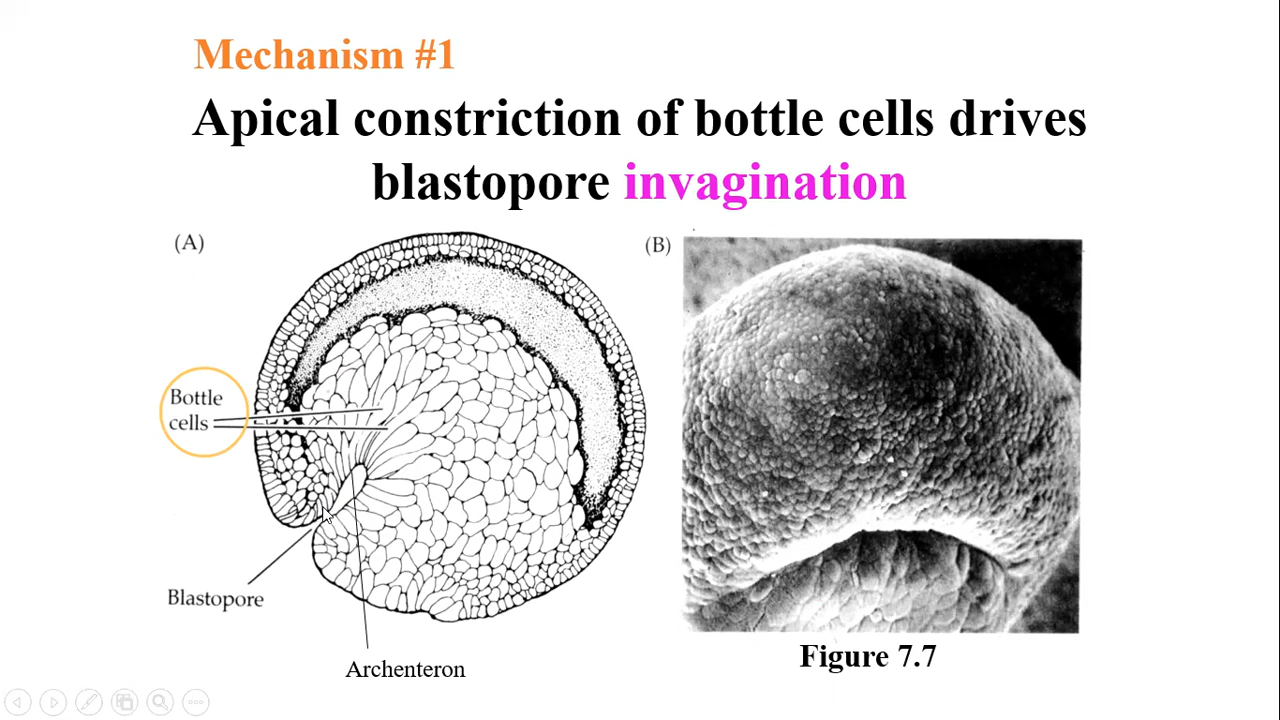 Mechanism #1
Apical constriction of bottle cells drives
blastopore invagination
(A)
(B)
Bottle
cells
Blastopore
Archenteron
Figure 7.7